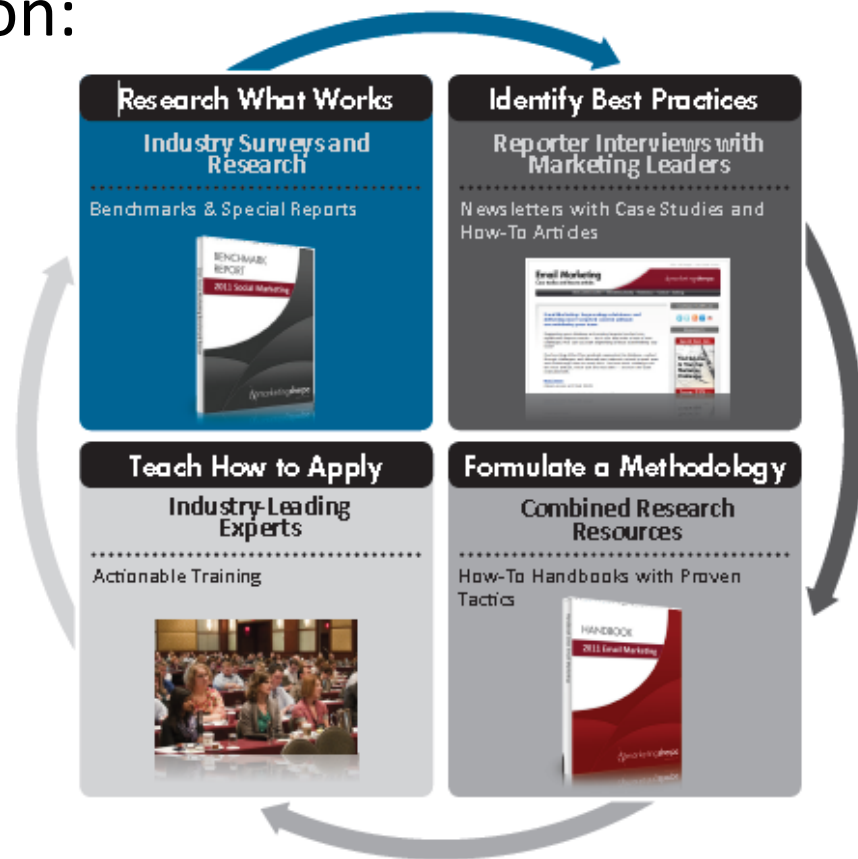 on:
Research What Works
Identify Best Practices
Industry Surveys and
Research
Reporter Interviews with
Marketing Leaders
Benchmarks & Special Reports
Newsletters with Case Studies and
How-To Articles
BENCHMARK
REPORT
2011 Social Marketing
marketingsherpa
Email Marketing
Teach How to Apply
Formulate a Methodology
Industry-Leading
Experts
Combined Research
Resources
Actionable Training
How-To Handbooks with Proven
Tactics
HANDBOOK
2011 Email Marketing
marketingsherpa